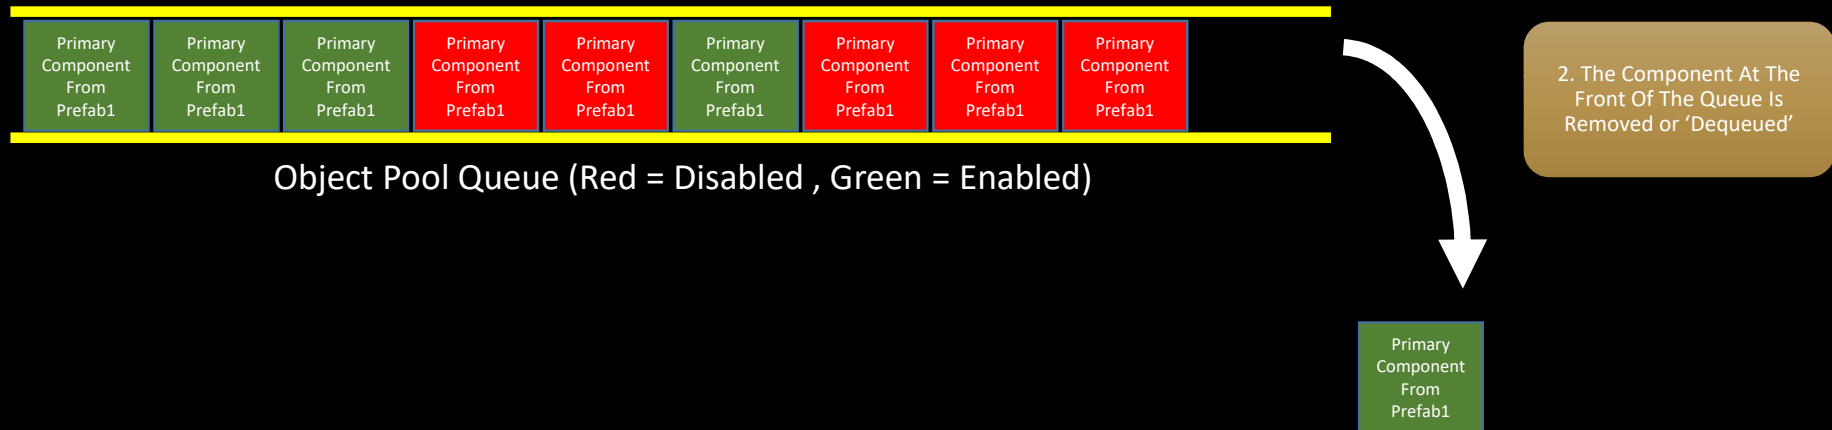 Primary
Component
From
Prefab1
Primary
Component
From
Prefab1
Primary
Component
From
Prefab1
Primary
Component
From
Prefab1
Primary
Component
From
Prefab1
Primary
Component
From
Prefab1
Primary
Component
From
Prefab1
Primary
Component
From
Prefab1
Primary
Component
From
Prefab1
2. The Component At The
Front Of The Queue Is
Removed or ‘Dequeued’
Object Pool Queue (Red = Disabled , Green = Enabled)
Primary
Component
From
Prefab1